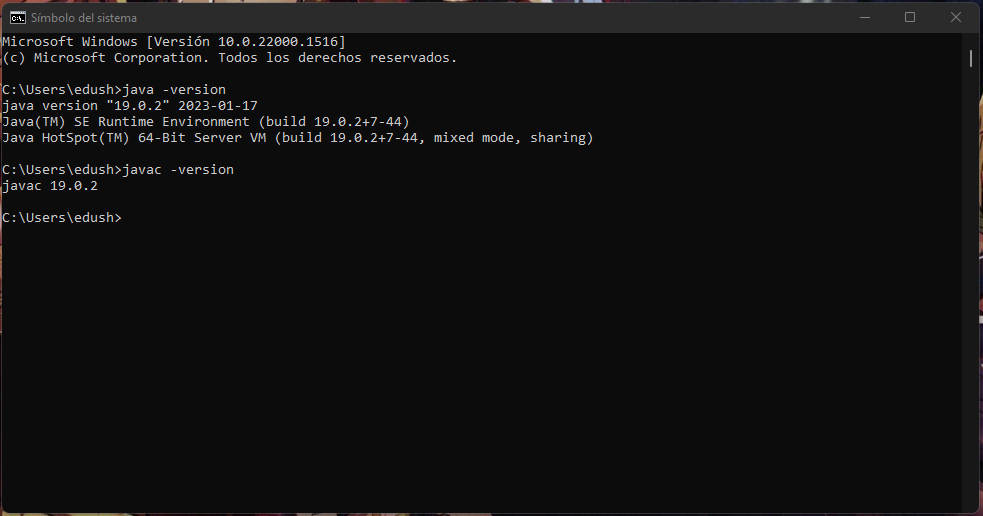 Símbolo del sistema
Microsoft Windows [Versión 10.0.22000.1516]
(c) Microsoft Corporation. Todos los derechos reservados.
C:\Users\edush>java -version
java version "19.0.2" 2023-01-17
Java(TM) SE Runtime Environment (build 19.0.2+7-44)
Java HotSpot(TM) 64-Bit Server VM (build 19.0.2+7-44, mixed mode, sharing)
C:\Users\edush>javac -version
javac 19.0.2
C:\Users\edush>